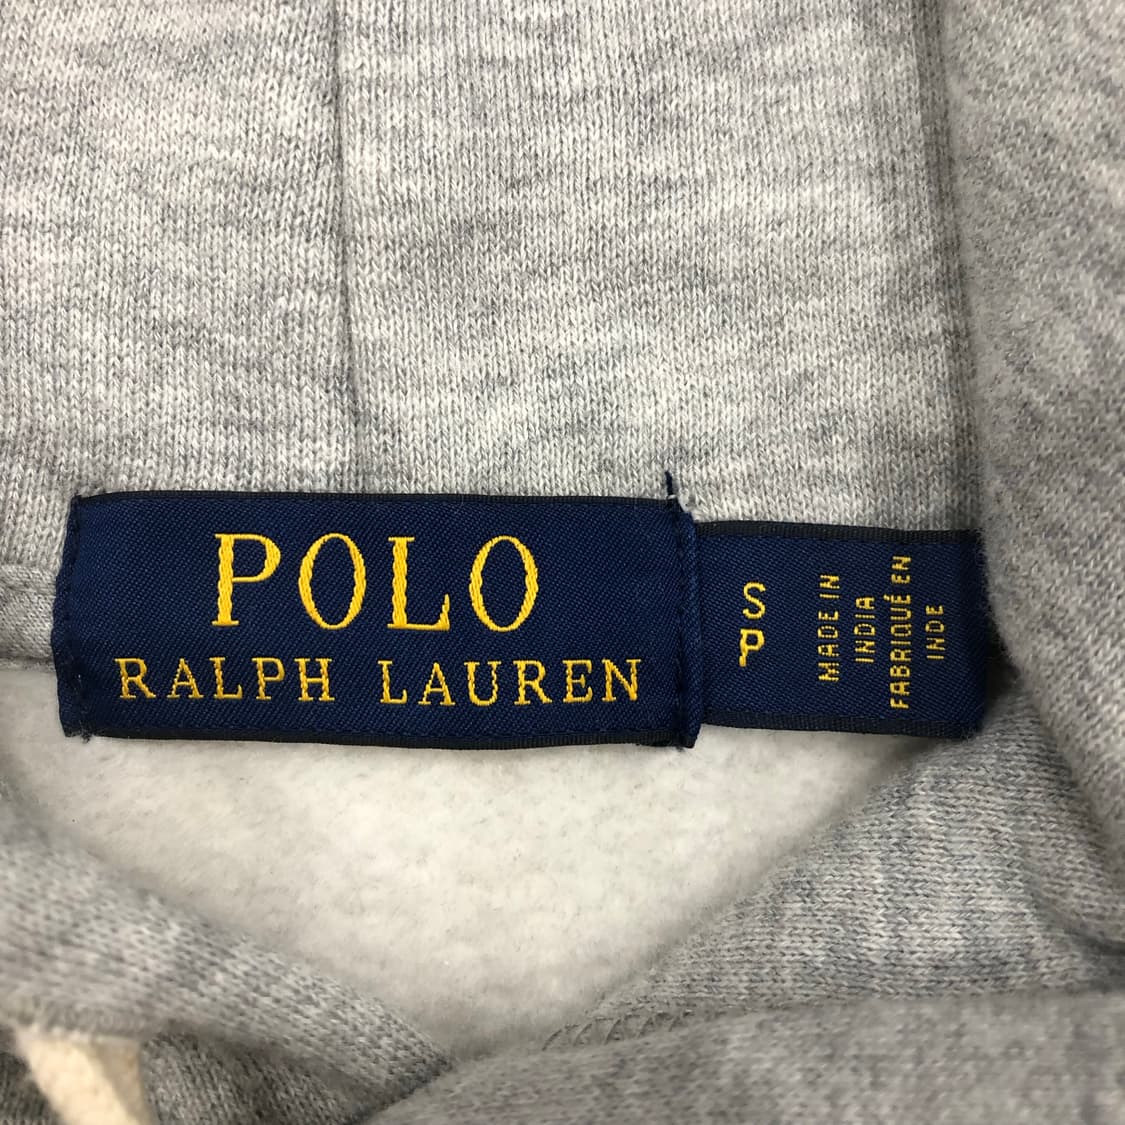 POLO
RALPH LAUREN
S
P
MADE IN
INDIA
FABRIQUÉ EN
INDE